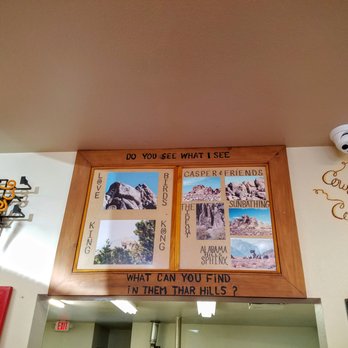 DO YOU SEE WHAT I SEE
LOVE
BIRDS
KING
KONG
CASPER & FRIENDS
THE
SUNBATHING
ALABAMA
HILLS
SPHINX
WHAT CAN YOU FIND
IN THEM THAR HILLS ?
EXIT